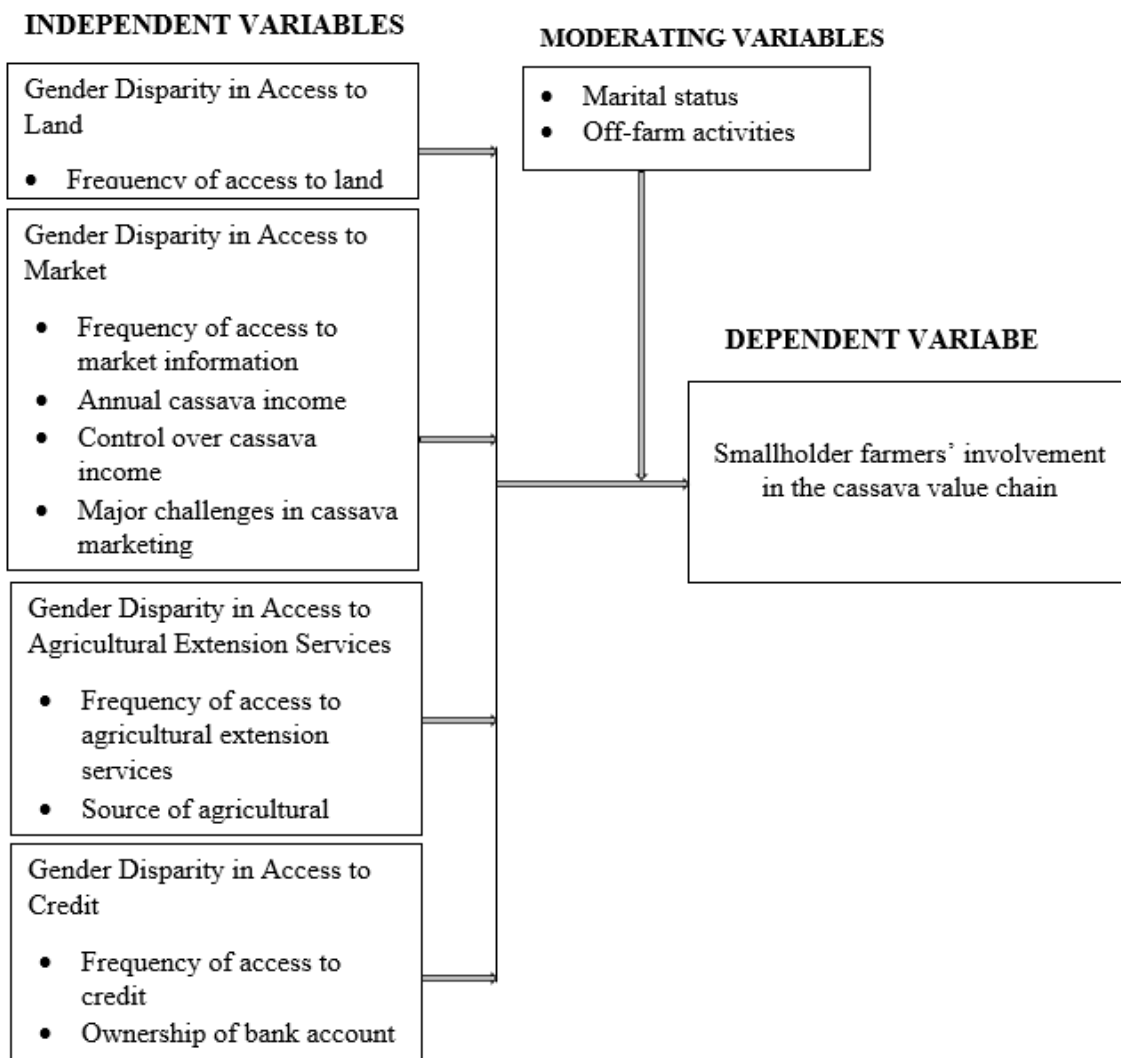 INDEPENDENT VARIABLES
Gender Disparity in Access to
Land
• Frequency of access to land
Gender Disparity in Access to
Market
• Frequency of access to
market information
• Annual cassava income
• Control over cassava
income
• Major challenges in cassava
marketing
Gender Disparity in Access to
Agricultural Extension Services
• Frequency of access to
agricultural extension
services
• Source of agricultural
Gender Disparity in Access to
Credit
• Frequency of access to
credit
• Ownership of bank account
MODERATING VARIABLES
• Marital status
• Off-farm activities
DEPENDENT VARIABE
Smallholder farmers’ involvement
in the cassava value chain